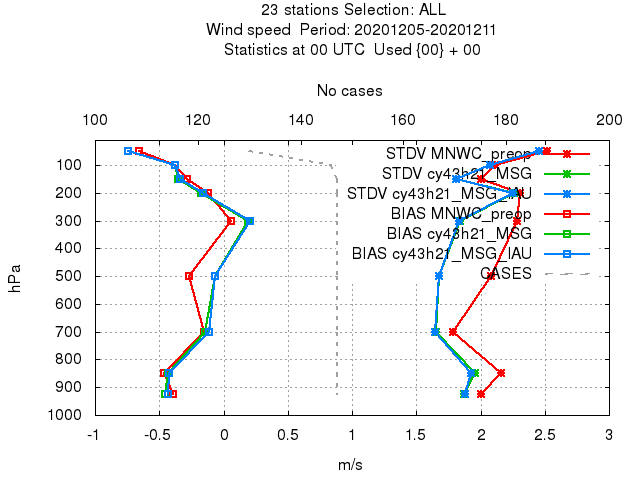 23 stations Selection: ALL
Wind speed  Period: 20201205-20201211
Statistics at 00 UTC  Used {00} + 00
No cases
100 120 140 160 180 200
STDV MNWC_preop
STDV cy43h21_MSG
STDV cy43h21_MSG_IAU
BIAS MNWC_preop
BIAS cy43h21_MSG
BIAS cy43h21_MSG_IAU
CASES
100
200
300
400
500
600
700
800
900
1000
hPa
-1 -0.5 0 0.5 1 1.5 2 2.5 3
m/s